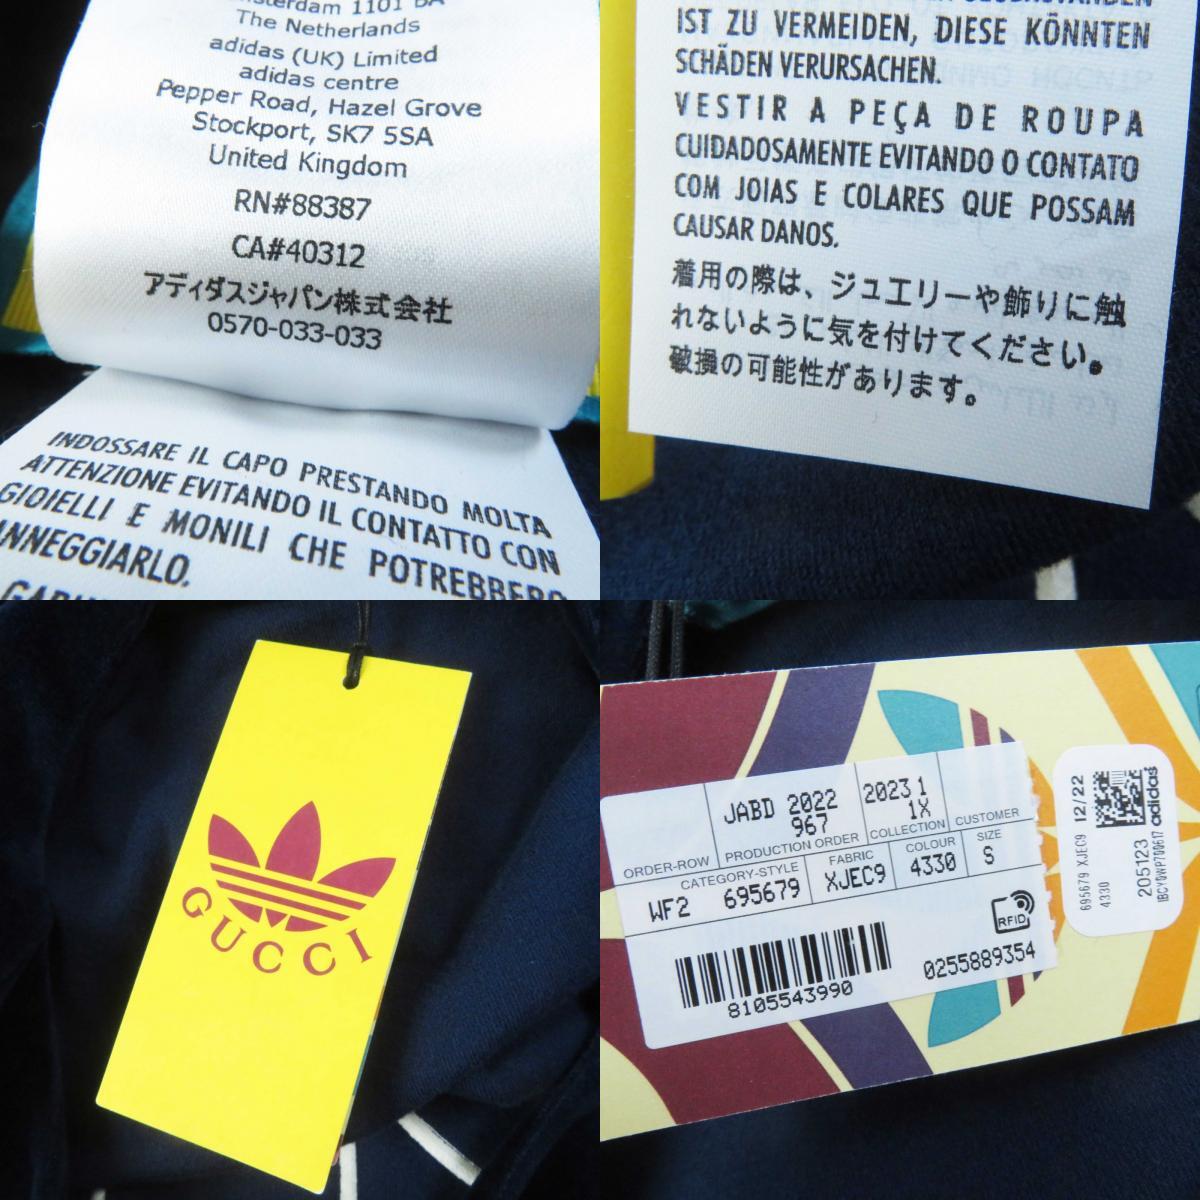 Amsterdam 1101 BA
The Netherlands
adidas (UK) Limited
adidas centre
Pepper Road, Hazel Grove
Stockport, SK7 5SA
United Kingdom
RN#88387
CA#40312
アディダスジャパン株式会社
0570-033-033
INDOSSARE IL CAPO PRESTANDO MOLTA
ATTENZIONE EVITANDO IL CONTATTO CON
GIOIELLI E MONILI CHE POTREBBERO
IST ZU VERMEIDEN, DIESE KÖNNTEN
SCHÄDEN VERURSACHEN.
VESTIR A PEÇA DE ROUPA
CUIDADOSAMENTE EVITANDO O CONTATO
COM JOIAS E COLARES QUE POSSAM
CAUSAR DANOS.
着用の際は、ジュエリーや飾りに触
れないように気を付けてください。
破損の可能性があります。
GUCCI
JABD 2022
967
2023 1
1X
ORDER-ROW PRODUCTION ORDER COLLECTION CUSTOMER
CATEGORY-STYLE FABRIC COLOUR SIZE
WF2 695679 XJEC9 4330 S
RFID
8105543990
0255889354
695679 XJEC9 12/22
4330
adidas
205123